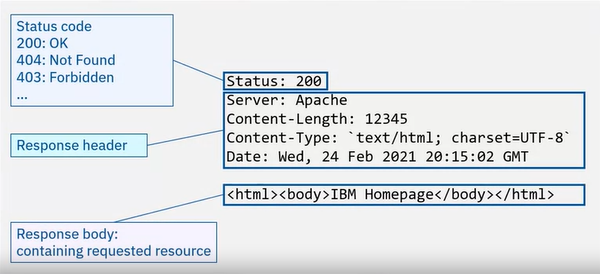 Status code
200: OK
404: Not Found
403: Forbidden
...
Status: 200
Server: Apache
Content-Length: 12345
Content-Type: `text/html; charset=UTF-8`
Date: Wed, 24 Feb 2021 20:15:02 GMT
Response header
<html><body>IBM Homepage</body></html>
Response body:
containing requested resource